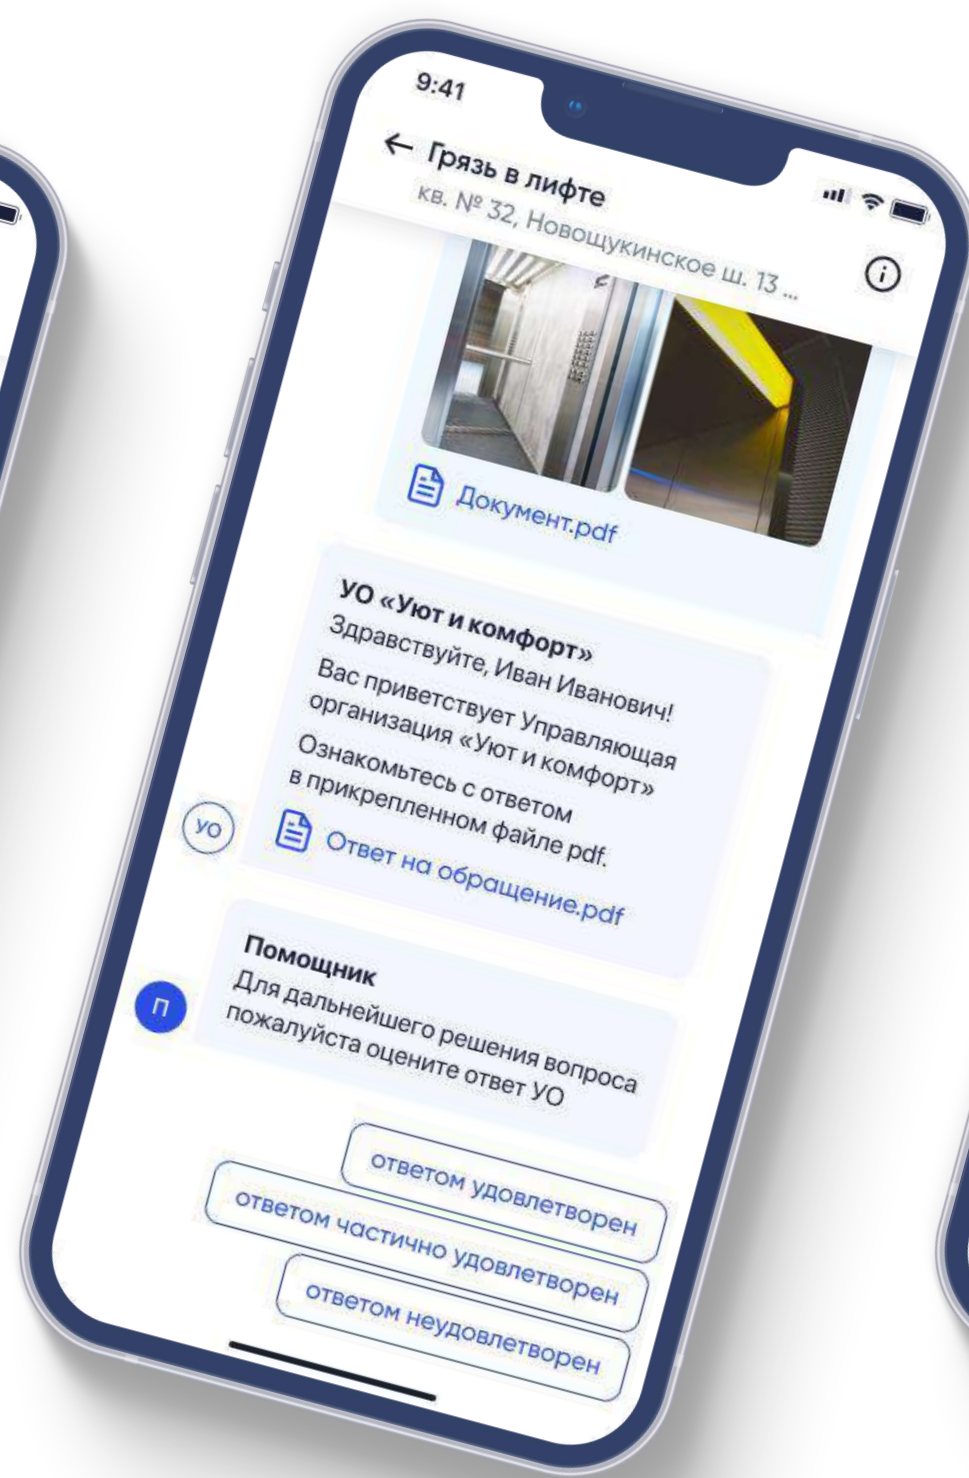 9:41
Грязь в лифте
кв. № 32, Новощукинское ш. 13 ...
Документ.pdf
УО «Уют и комфорт»
Здравствуйте, Иван Иванович!
Вас приветствует Управляющая
организация «Уют и комфорт»
Ознакомьтесь с ответом
в прикрепленном файле pdf.
УО
Ответ на обращение.pdf
Помощник
П
Для дальнейшего решения вопроса
пожалуйста оцените ответ УО
ответом удовлетворен
ответом частично удовлетворен
ответом неудовлетворен